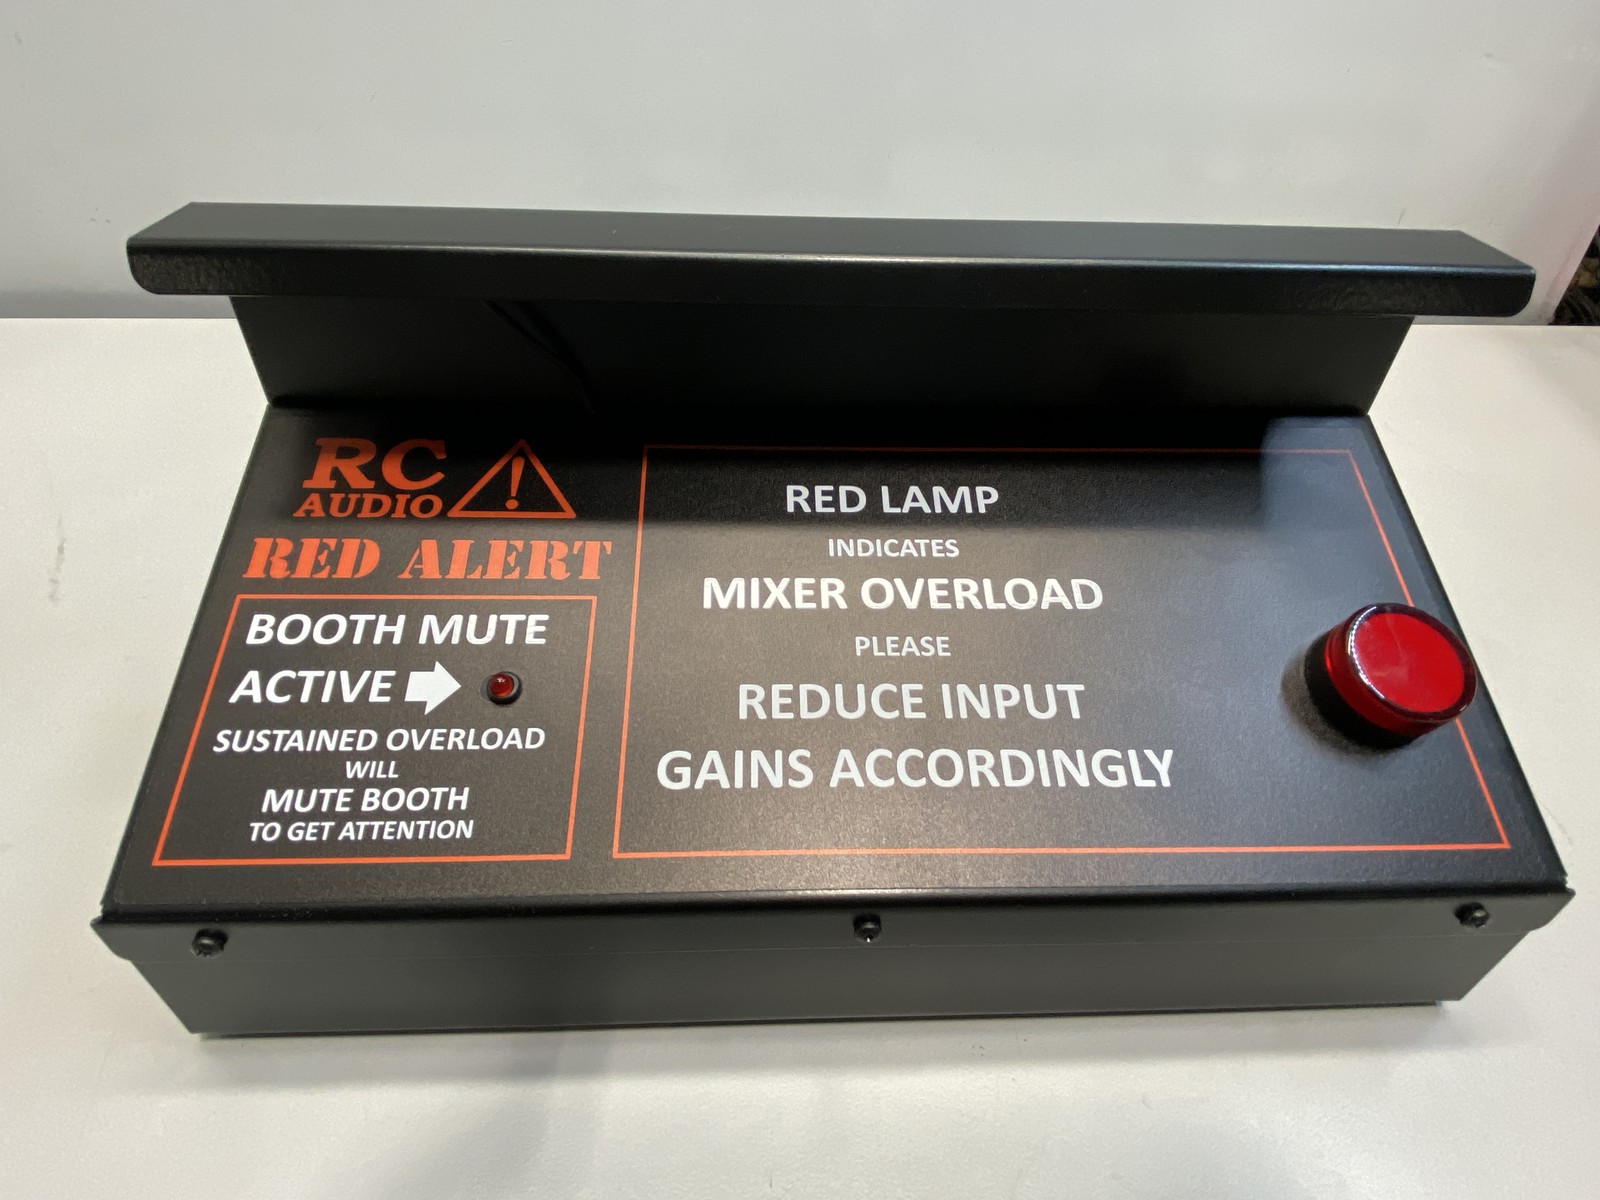 RC
AUDIO
RED ALERT
BOOTH MUTE
ACTIVE
SUSTAINED OVERLOAD
WILL
MUTE BOOTH
TO GET ATTENTION
RED LAMP
INDICATES
MIXER OVERLOAD
PLEASE
REDUCE INPUT
GAINS ACCORDINGLY